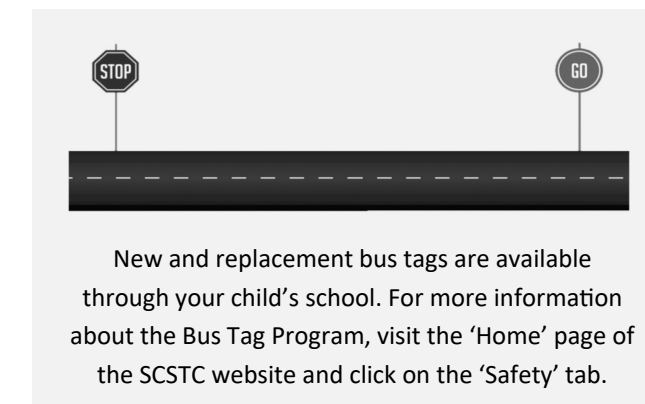 STOP
GO
New and replacement bus tags are available
through your child’s school. For more information
about the Bus Tag Program, visit the ‘Home’ page of
the SCSTC website and click on the ‘Safety’ tab.